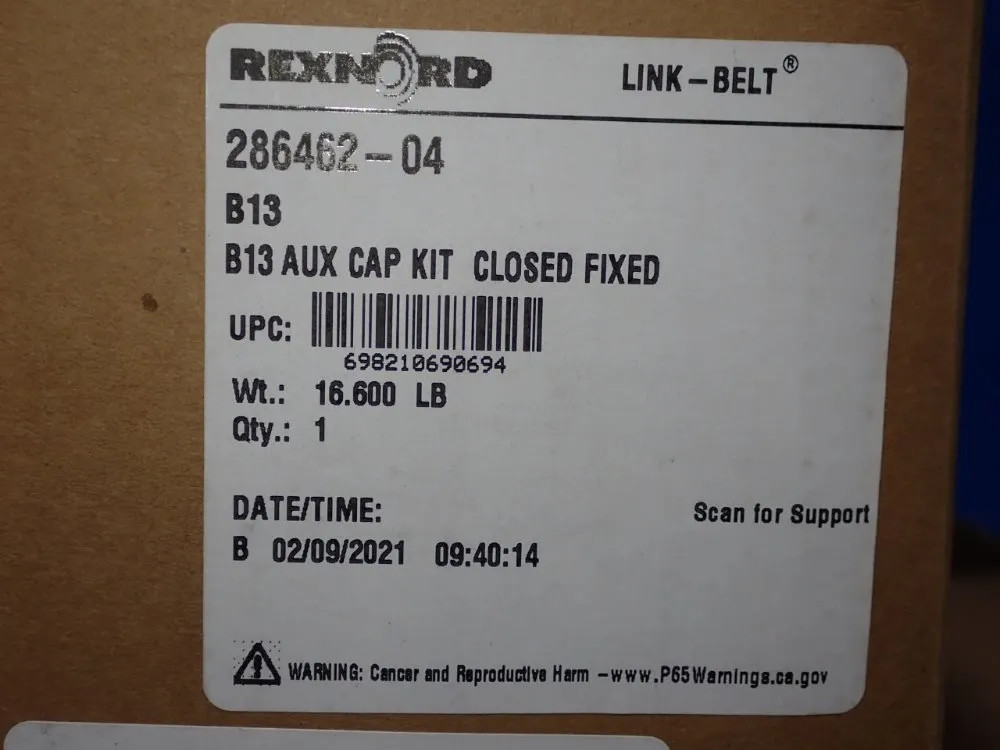 REXNORD LINK-BELT®
286462-04
B13
B13 AUX CAP KIT CLOSED FIXED
UPC:
698210690694
Wt.: 16.600 LB
Qty.: 1
DATE/TIME:
Scan for Support
B 02/09/2021 09:40:14
WARNING: Cancer and Reproductive Harm -www.P65Warnings.ca.gov